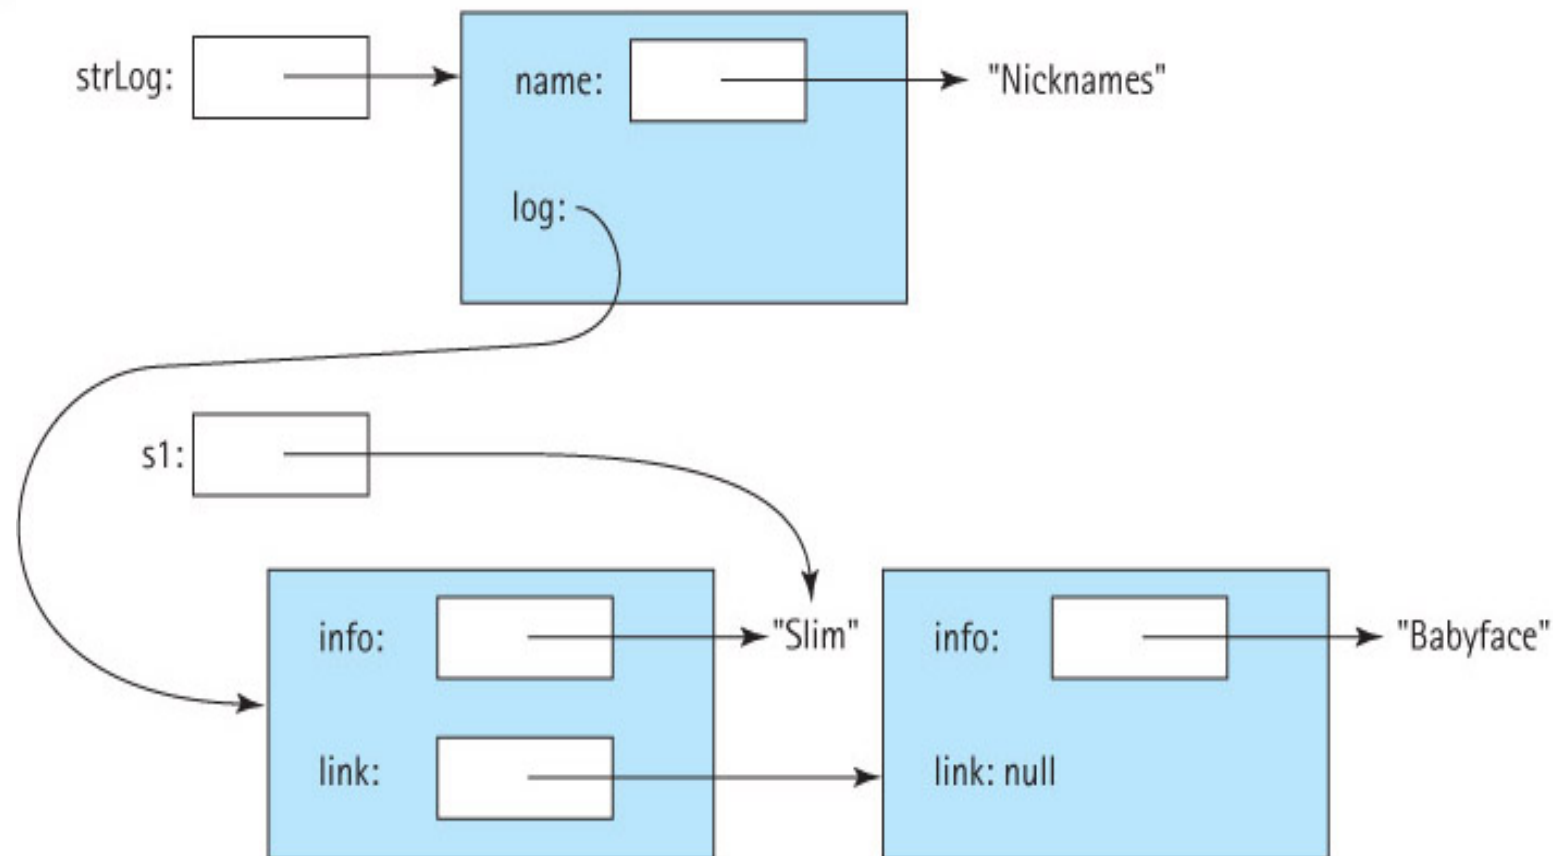 strLog:
name:
"Nicknames"
log:
s1:
info:
"Slim"
info:
"Babyface"
link:
link: null